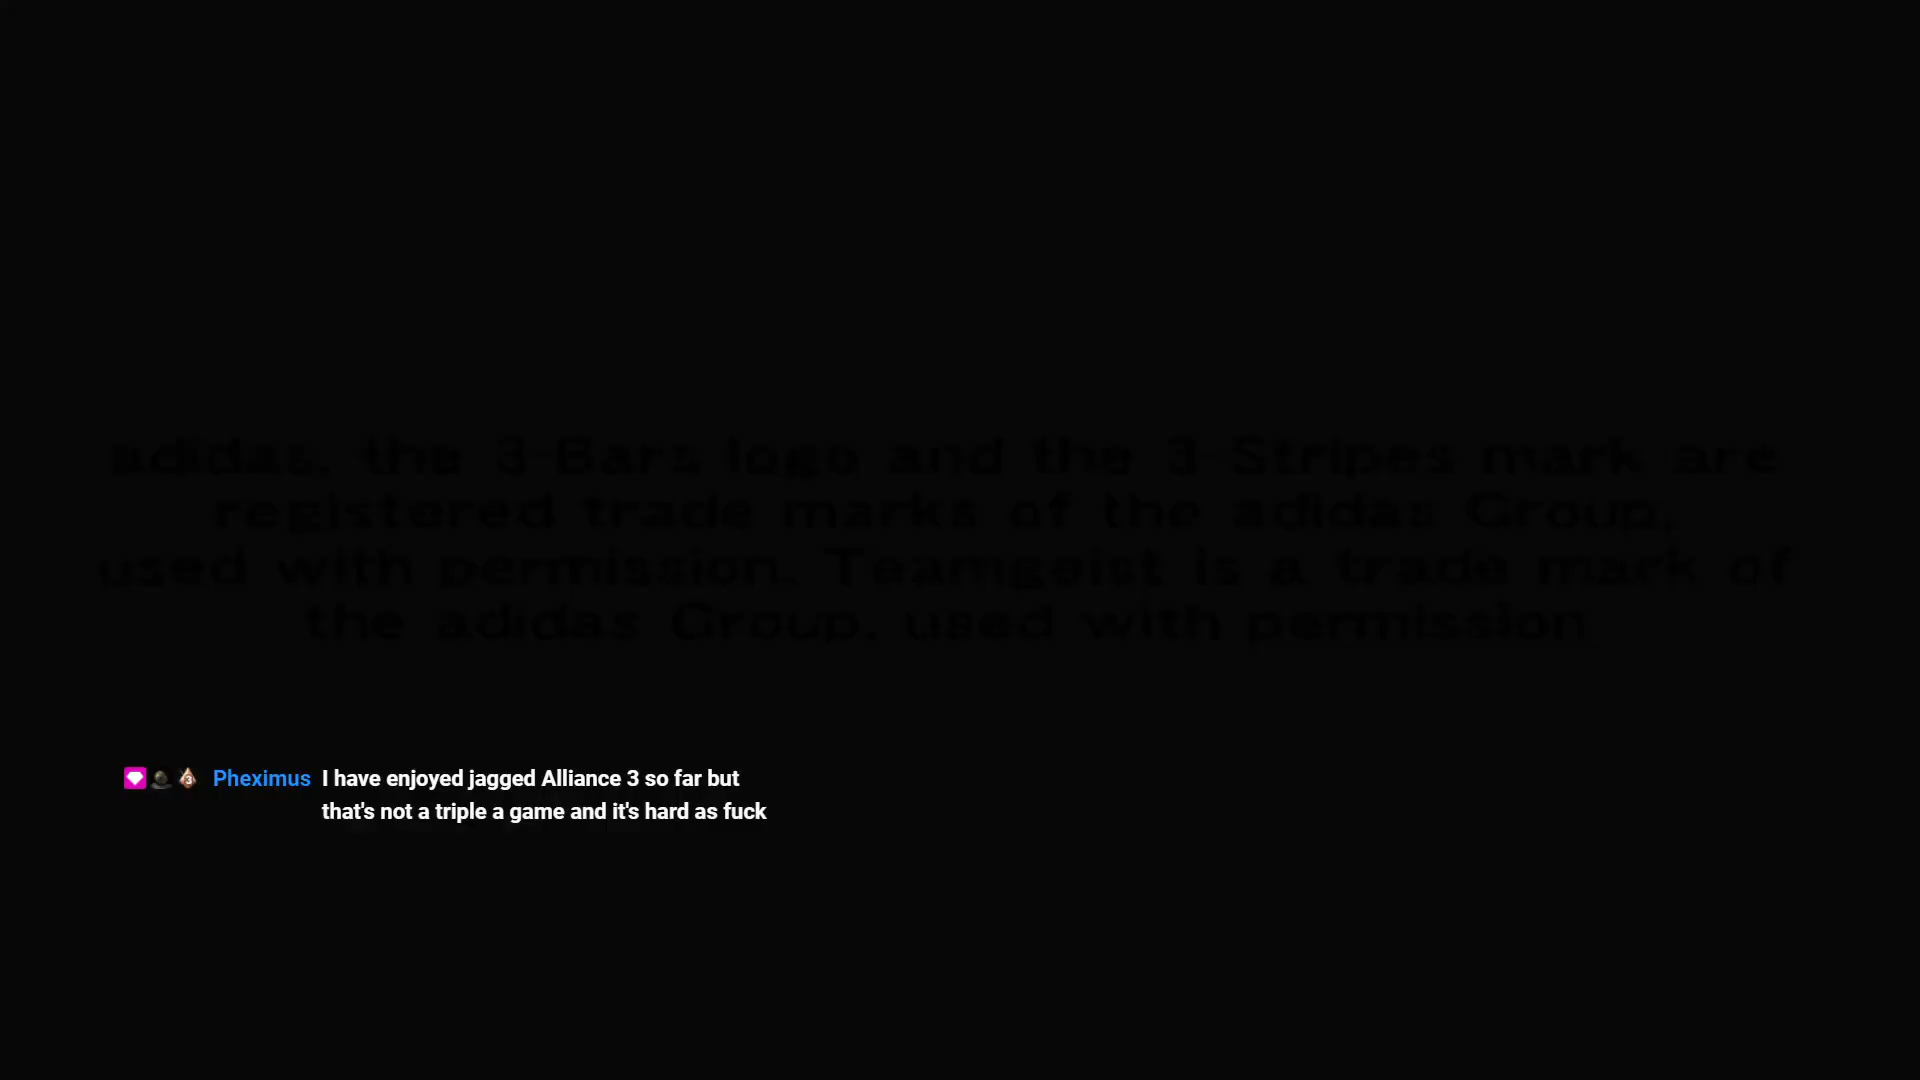 adidas, the 3-Bars logo and the 3-Stripes mark are
registered trade marks of the adidas Group,
used with permission. Teamgeist is a trade mark of
the adidas Group, used with permission.
Pheximus I have enjoyed jagged Alliance 3 so far but
that's not a triple a game and it's hard as fuck